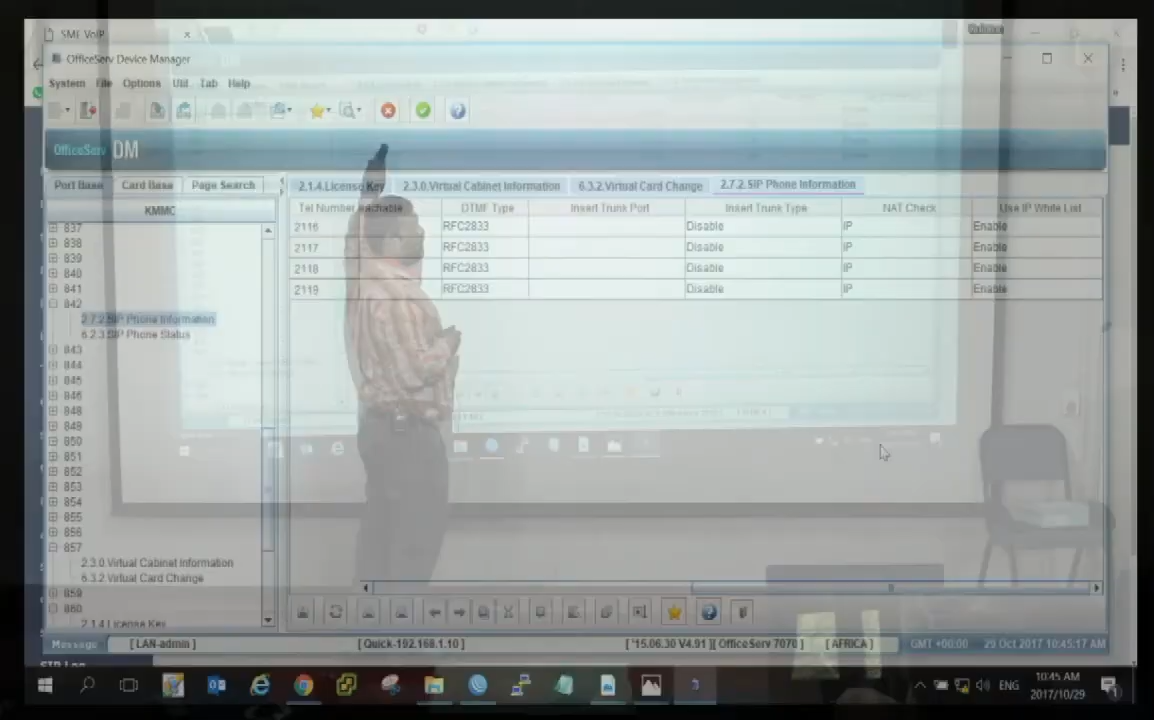 SME VoIP
OfficeServ Device Manager
System File Options Util Tab Help
OfficeServ DM
Port Base Card Base Page Search
2.1.4.License Key 2.3.0.Virtual Cabinet Information 6.3.2.Virtual Card Change 2.7.2.SIP Phone Information
KMMC
Tel Number DTMF Type Insert Trunk Port Insert Trunk Type NAT Check Use IP White List
2116 RFC2833 Disable IP Enable
2117 RFC2833 Disable IP Enable
2118 RFC2833 Disable IP Enable
2119 RFC2833 Disable IP Enable
837
838
839
840
841
842
2.7.2.SIP Phone Information
6.2.3.SIP Phone Status
843
844
845
846
848
849
850
851
852
853
854
855
856
857
2.3.0.Virtual Cabinet Information
6.3.2.Virtual Card Change
859
860
2.1.4.License Key
Message [ LAN-admin ] [ Quick-192.168.1.10 ] ['15.06.30 V4.91][ OfficeServ 7070 ] [ AFRICA ] GMT +00:00 29 Oct 2017 10:45:17 AM
SIP Log
ENG 10:45 AM
2017/10/29